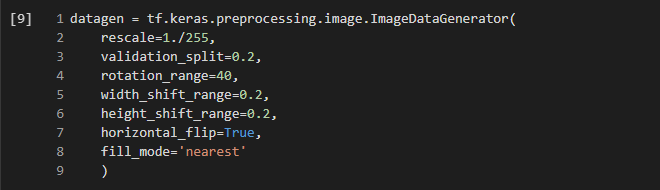 [9] 1 datagen = tf.keras.preprocessing.image.ImageDataGenerator(
2     rescale=1./255,
3     validation_split=0.2,
4     rotation_range=40,
5     width_shift_range=0.2,
6     height_shift_range=0.2,
7     horizontal_flip=True,
8     fill_mode='nearest'
9     )